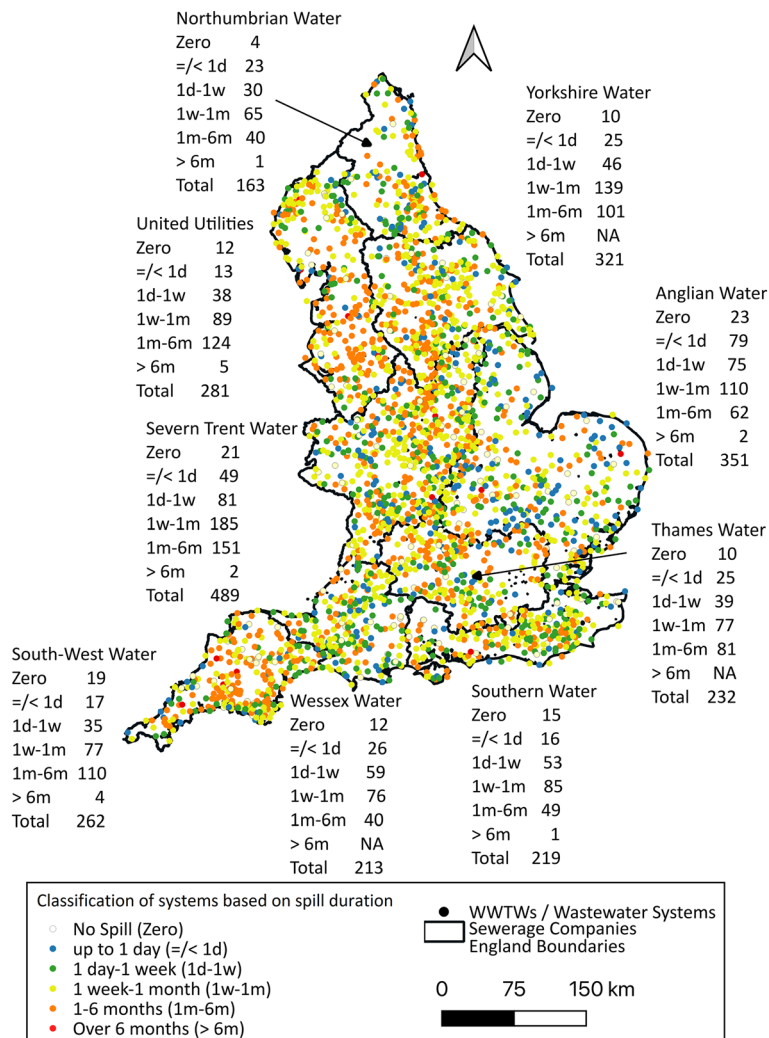 Northumbrian Water
Zero 4
=/< 1d 23
1d-1w 30
1w-1m 65
1m-6m 40
> 6m 1
Total 163
Yorkshire Water
Zero 10
=/< 1d 25
1d-1w 46
1w-1m 139
1m-6m 101
> 6m NA
Total 321
United Utilities
Zero 12
=/< 1d 13
1d-1w 38
1w-1m 89
1m-6m 124
> 6m 5
Total 281
Anglian Water
Zero 23
=/< 1d 79
1d-1w 75
1w-1m 110
1m-6m 62
> 6m 2
Total 351
Severn Trent Water
Zero 21
=/< 1d 49
1d-1w 81
1w-1m 185
1m-6m 151
> 6m 2
Total 489
Thames Water
Zero 10
=/< 1d 25
1d-1w 39
1w-1m 77
1m-6m 81
> 6m NA
Total 232
South-West Water
Zero 19
=/< 1d 17
1d-1w 35
1w-1m 77
1m-6m 110
> 6m 4
Total 262
Wessex Water
Zero 12
=/< 1d 26
1d-1w 59
1w-1m 76
1m-6m 40
> 6m NA
Total 213
Southern Water
Zero 15
=/< 1d 16
1d-1w 53
1w-1m 85
1m-6m 49
> 6m 1
Total 219
Classification of systems based on spill duration
No Spill (Zero)
up to 1 day (=/< 1d)
1 day-1 week (1d-1w)
1 week-1 month (1w-1m)
1-6 months (1m-6m)
Over 6 months (> 6m)
WWTWs / Wastewater Systems
Sewerage Companies
England Boundaries
0 75 150 km